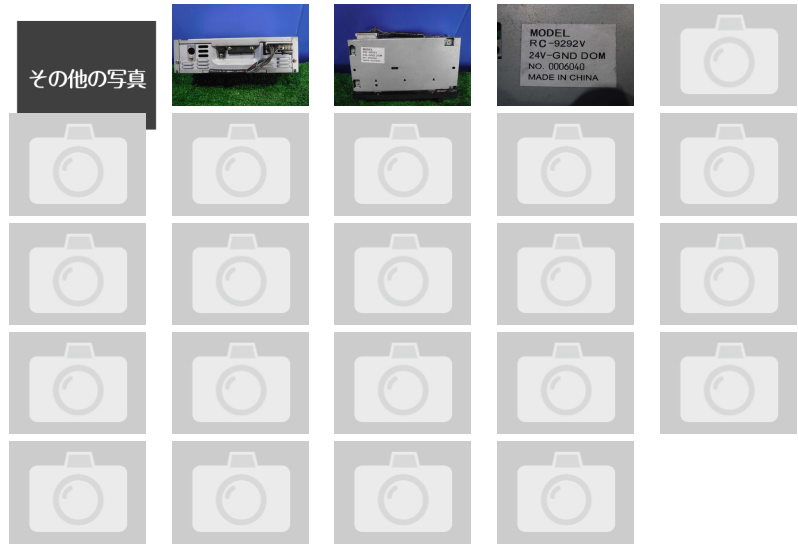 その他の写真
MODEL
RC-9292V
24V-GND DOM
NO. 0006040
MADE IN CHINA